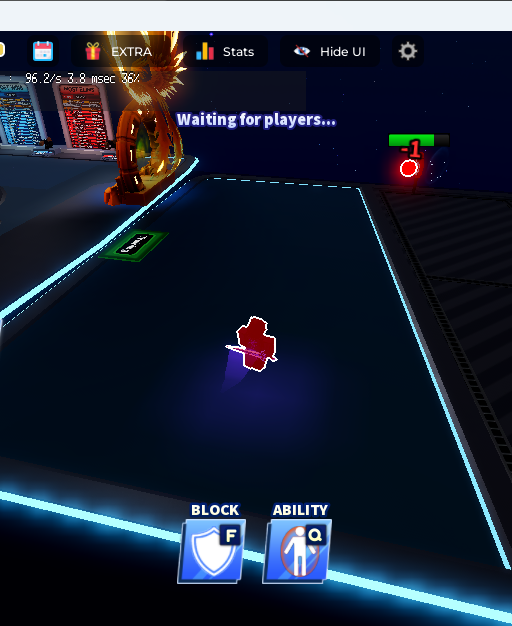 EXTRA
Stats
Hide UI
96.2/s 3.8 msec 36%
Waiting for players...
-1
BLOCK
ABILITY
F
Q